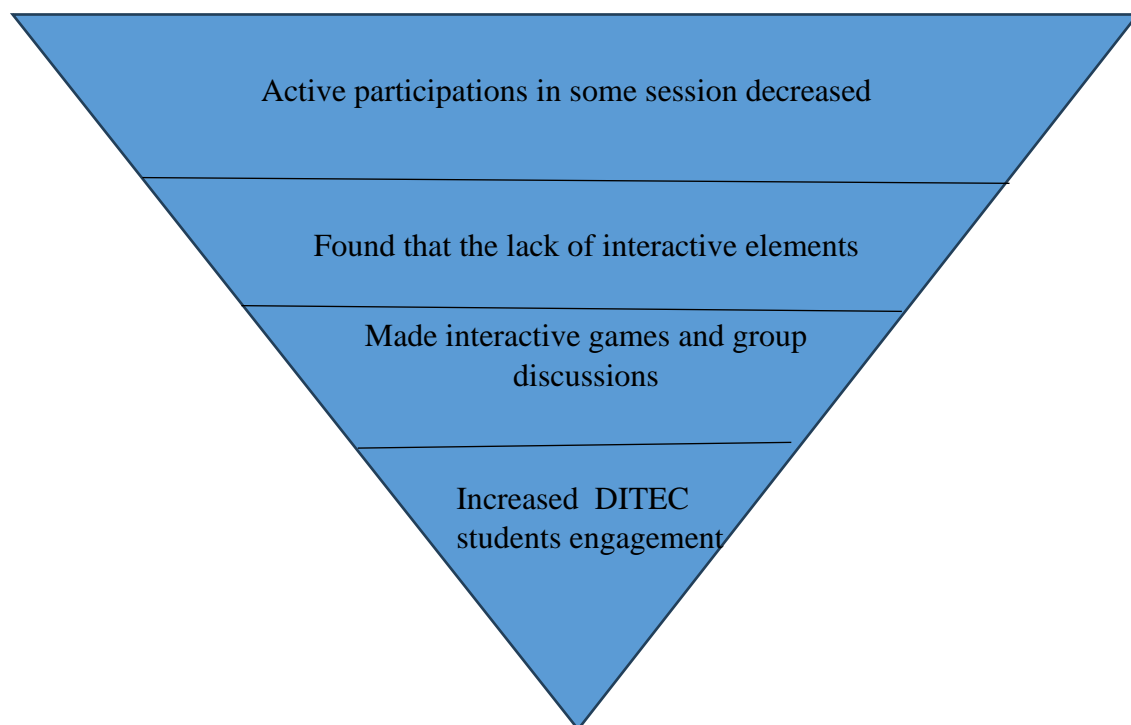 Active participations in some session decreased
Found that the lack of interactive elements
Made interactive games and group
discussions
Increased  DITEC
students engagement